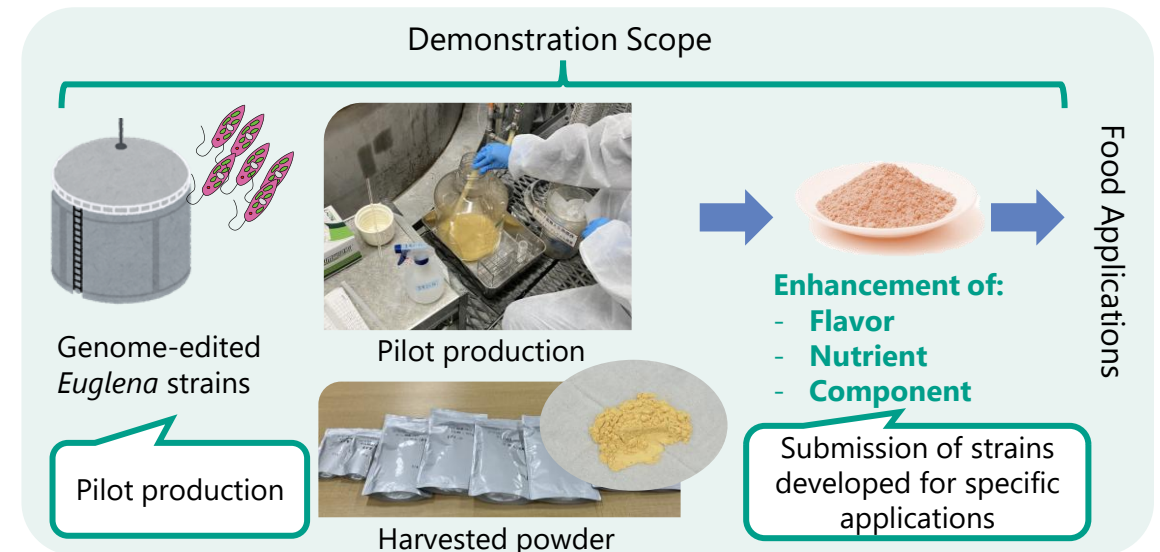 Demonstration Scope
Genome-edited
Euglena strains
Pilot production
Pilot production
Harvested powder
Enhancement of:
- Flavor
- Nutrient
- Component
Submission of strains
developed for specific
applications
Food Applications